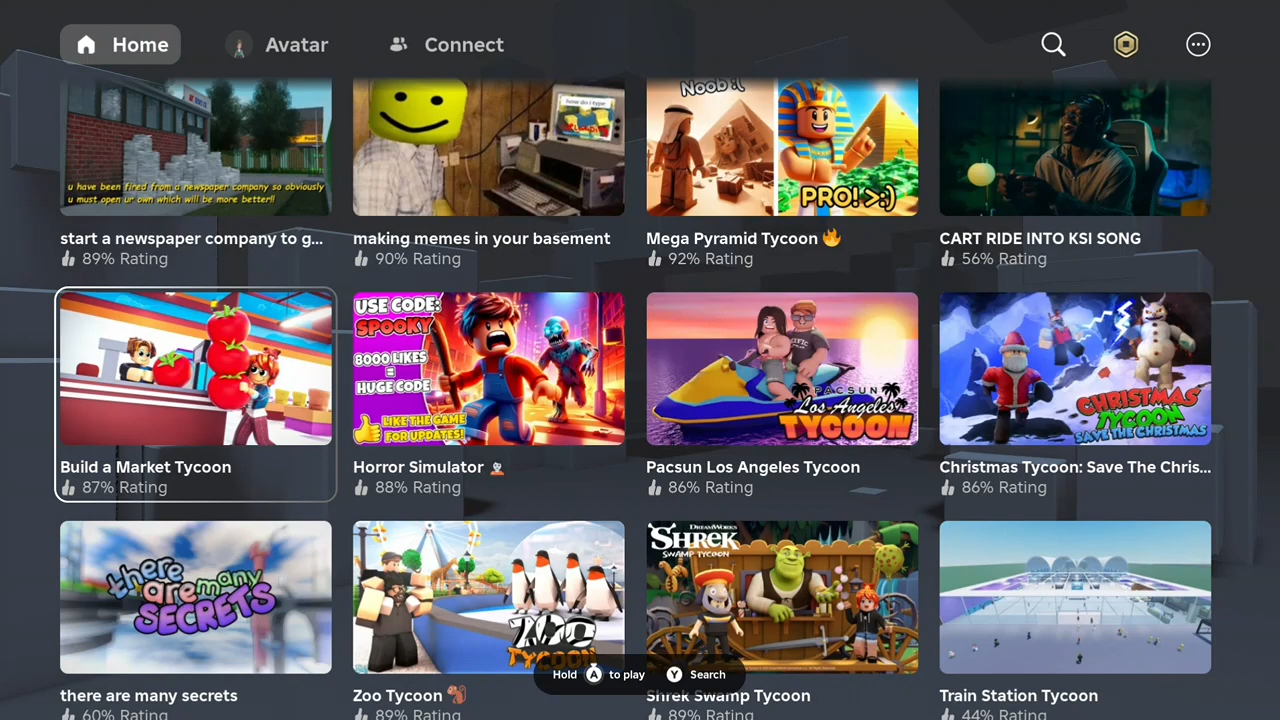 Home
Avatar
Connect
u have been fired from a newspaper company so obviously
u must open ur own which will be more better!!
how do i type
Noob :(
PRO! >:)
start a newspaper company to g...
making memes in your basement
Mega Pyramid Tycoon
CART RIDE INTO KSI SONG
89% Rating
90% Rating
92% Rating
56% Rating
USE CODE:
SPOOKY
8000 LIKES
=
HUGE CODE
LIKE THE GAME
FOR UPDATES!
PACSUN
Los Angeles
TYCOON
CHRISTMAS
TYCOON
SAVE THE CHRISTMAS
Build a Market Tycoon
Horror Simulator
Pacsun Los Angeles Tycoon
Christmas Tycoon: Save The Chris...
87% Rating
88% Rating
86% Rating
86% Rating
there
are many
SECRETS
ZOO
TYCOON
DREAMWORKS
SHREK
SWAMP TYCOON
Hold A to play Y Search
there are many secrets
Zoo Tycoon
Shrek Swamp Tycoon
Train Station Tycoon
60% Rating
89% Rating
89% Rating
44% Rating